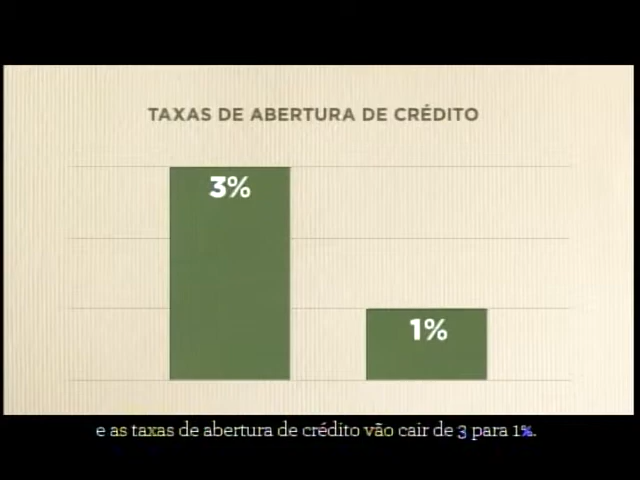 TAXAS DE ABERTURA DE CRÉDITO
3%
1%
e as taxas de abertura de crédito vão cair de 3 para 1%.